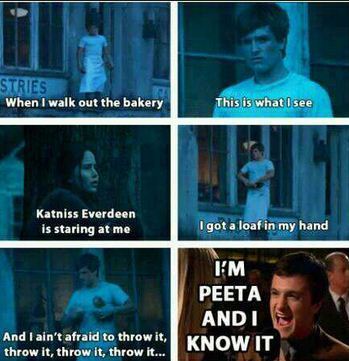 STRIES
When I walk out the bakery
This is what I see
Katniss Everdeen
is staring at me
I got a loaf in my hand
And I ain't afraid to throw it,
throw it, throw it, throw it...
I'M
PEETA
AND I
KNOW IT